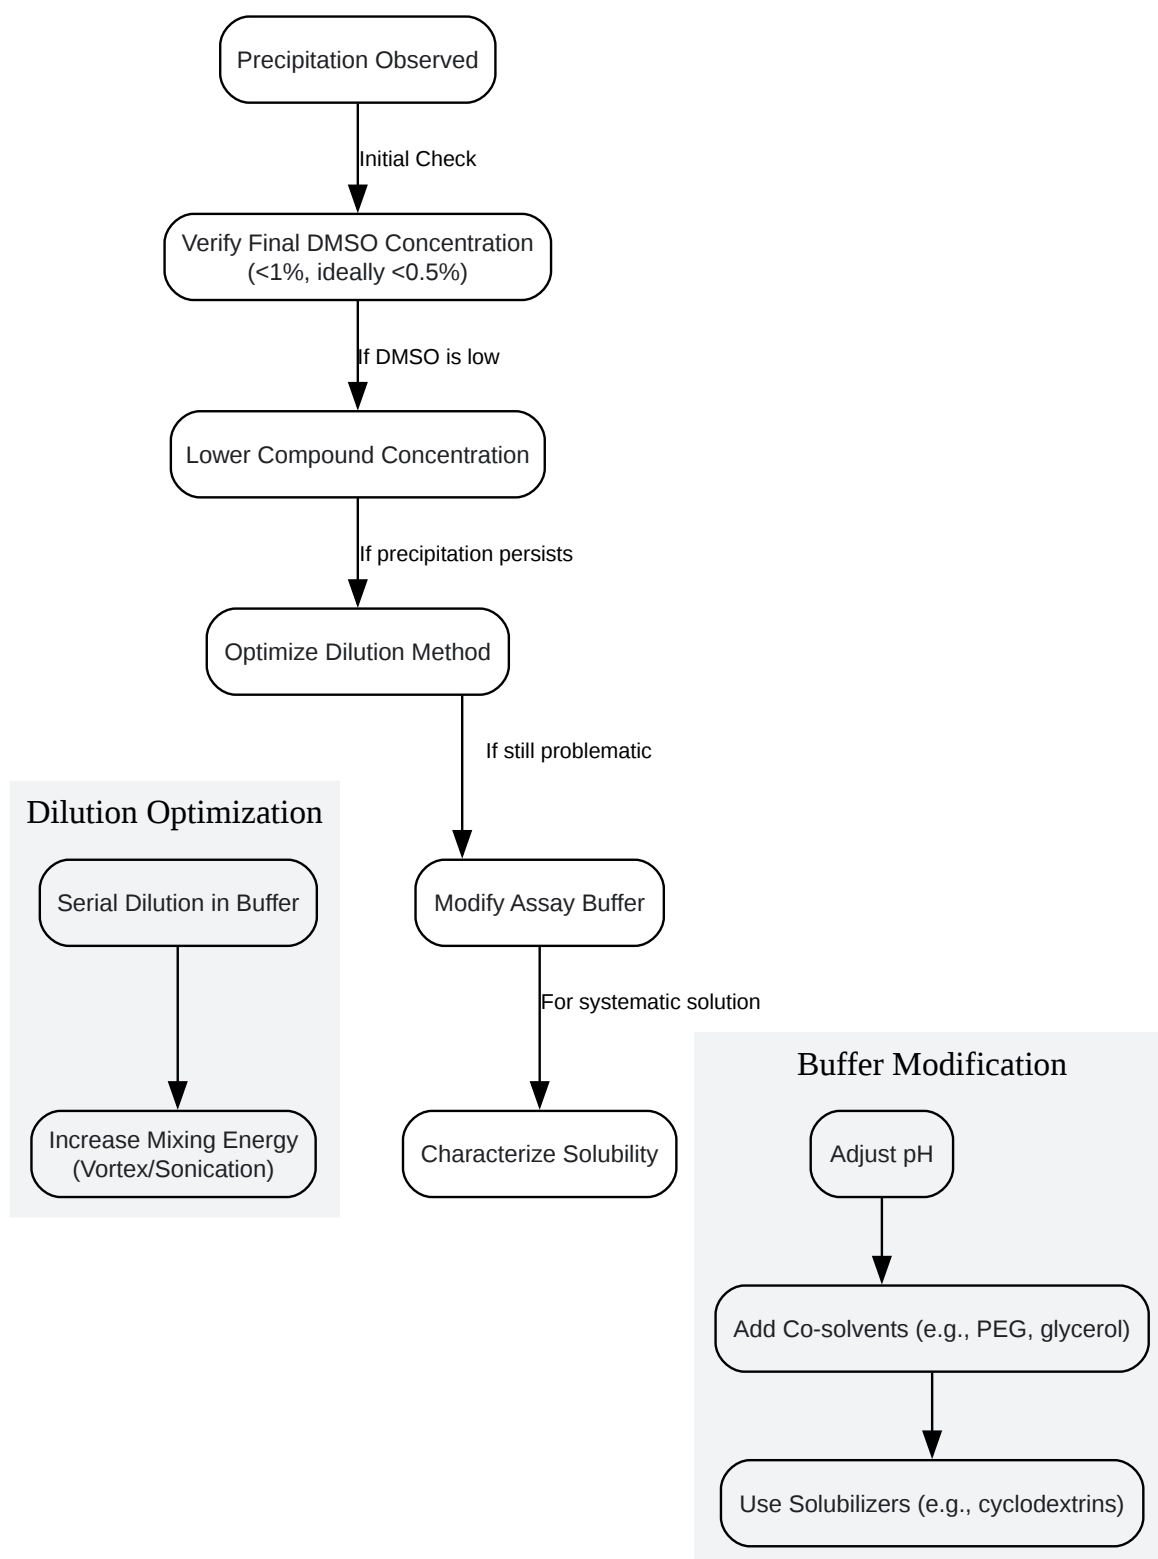 Precipitation Observed
Initial Check
Verify Final DMSO Concentration
(<1%, ideally <0.5%)
If DMSO is low
Lower Compound Concentration
If precipitation persists
Optimize Dilution Method
If still problematic
Dilution Optimization
Serial Dilution in Buffer
Increase Mixing Energy
(Vortex/Sonication)
Modify Assay Buffer
For systematic solution
Characterize Solubility
Buffer Modification
Adjust pH
Add Co-solvents (e.g., PEG, glycerol)
Use Solubilizers (e.g., cyclodextrins)